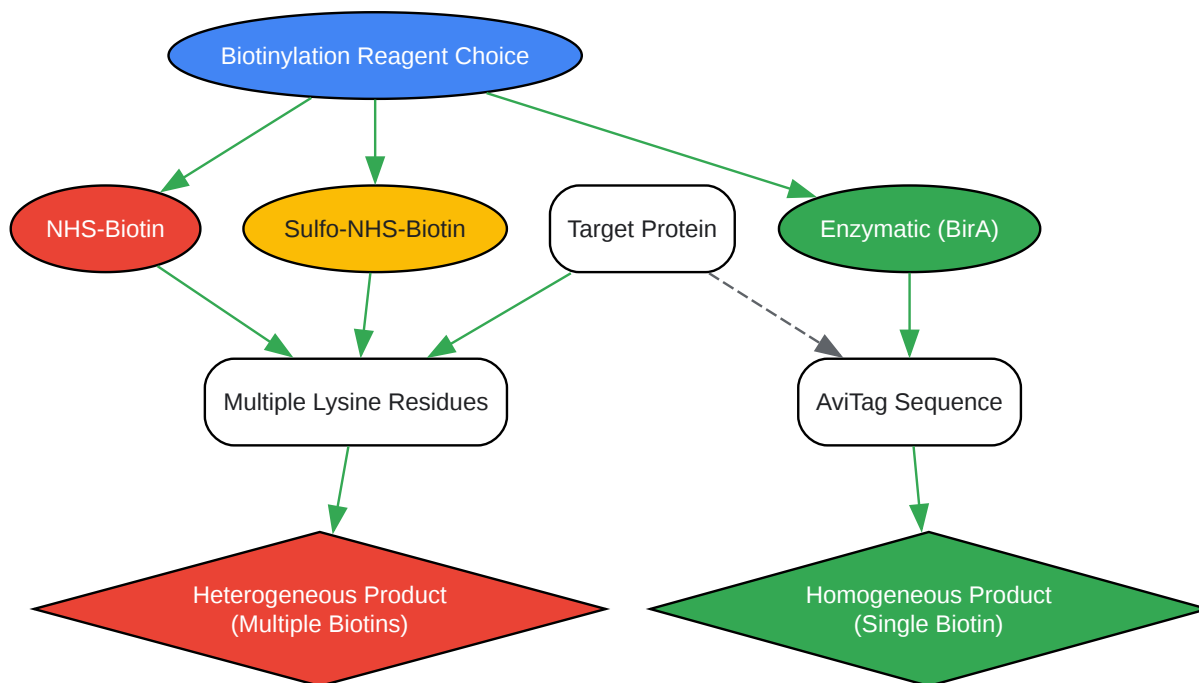 Biotinylation Reagent Choice
NHS-Biotin
Sulfo-NHS-Biotin
Target Protein
Enzymatic (BirA)
Multiple Lysine Residues
AviTag Sequence
Heterogeneous Product
(Multiple Biotins)
Homogeneous Product
(Single Biotin)